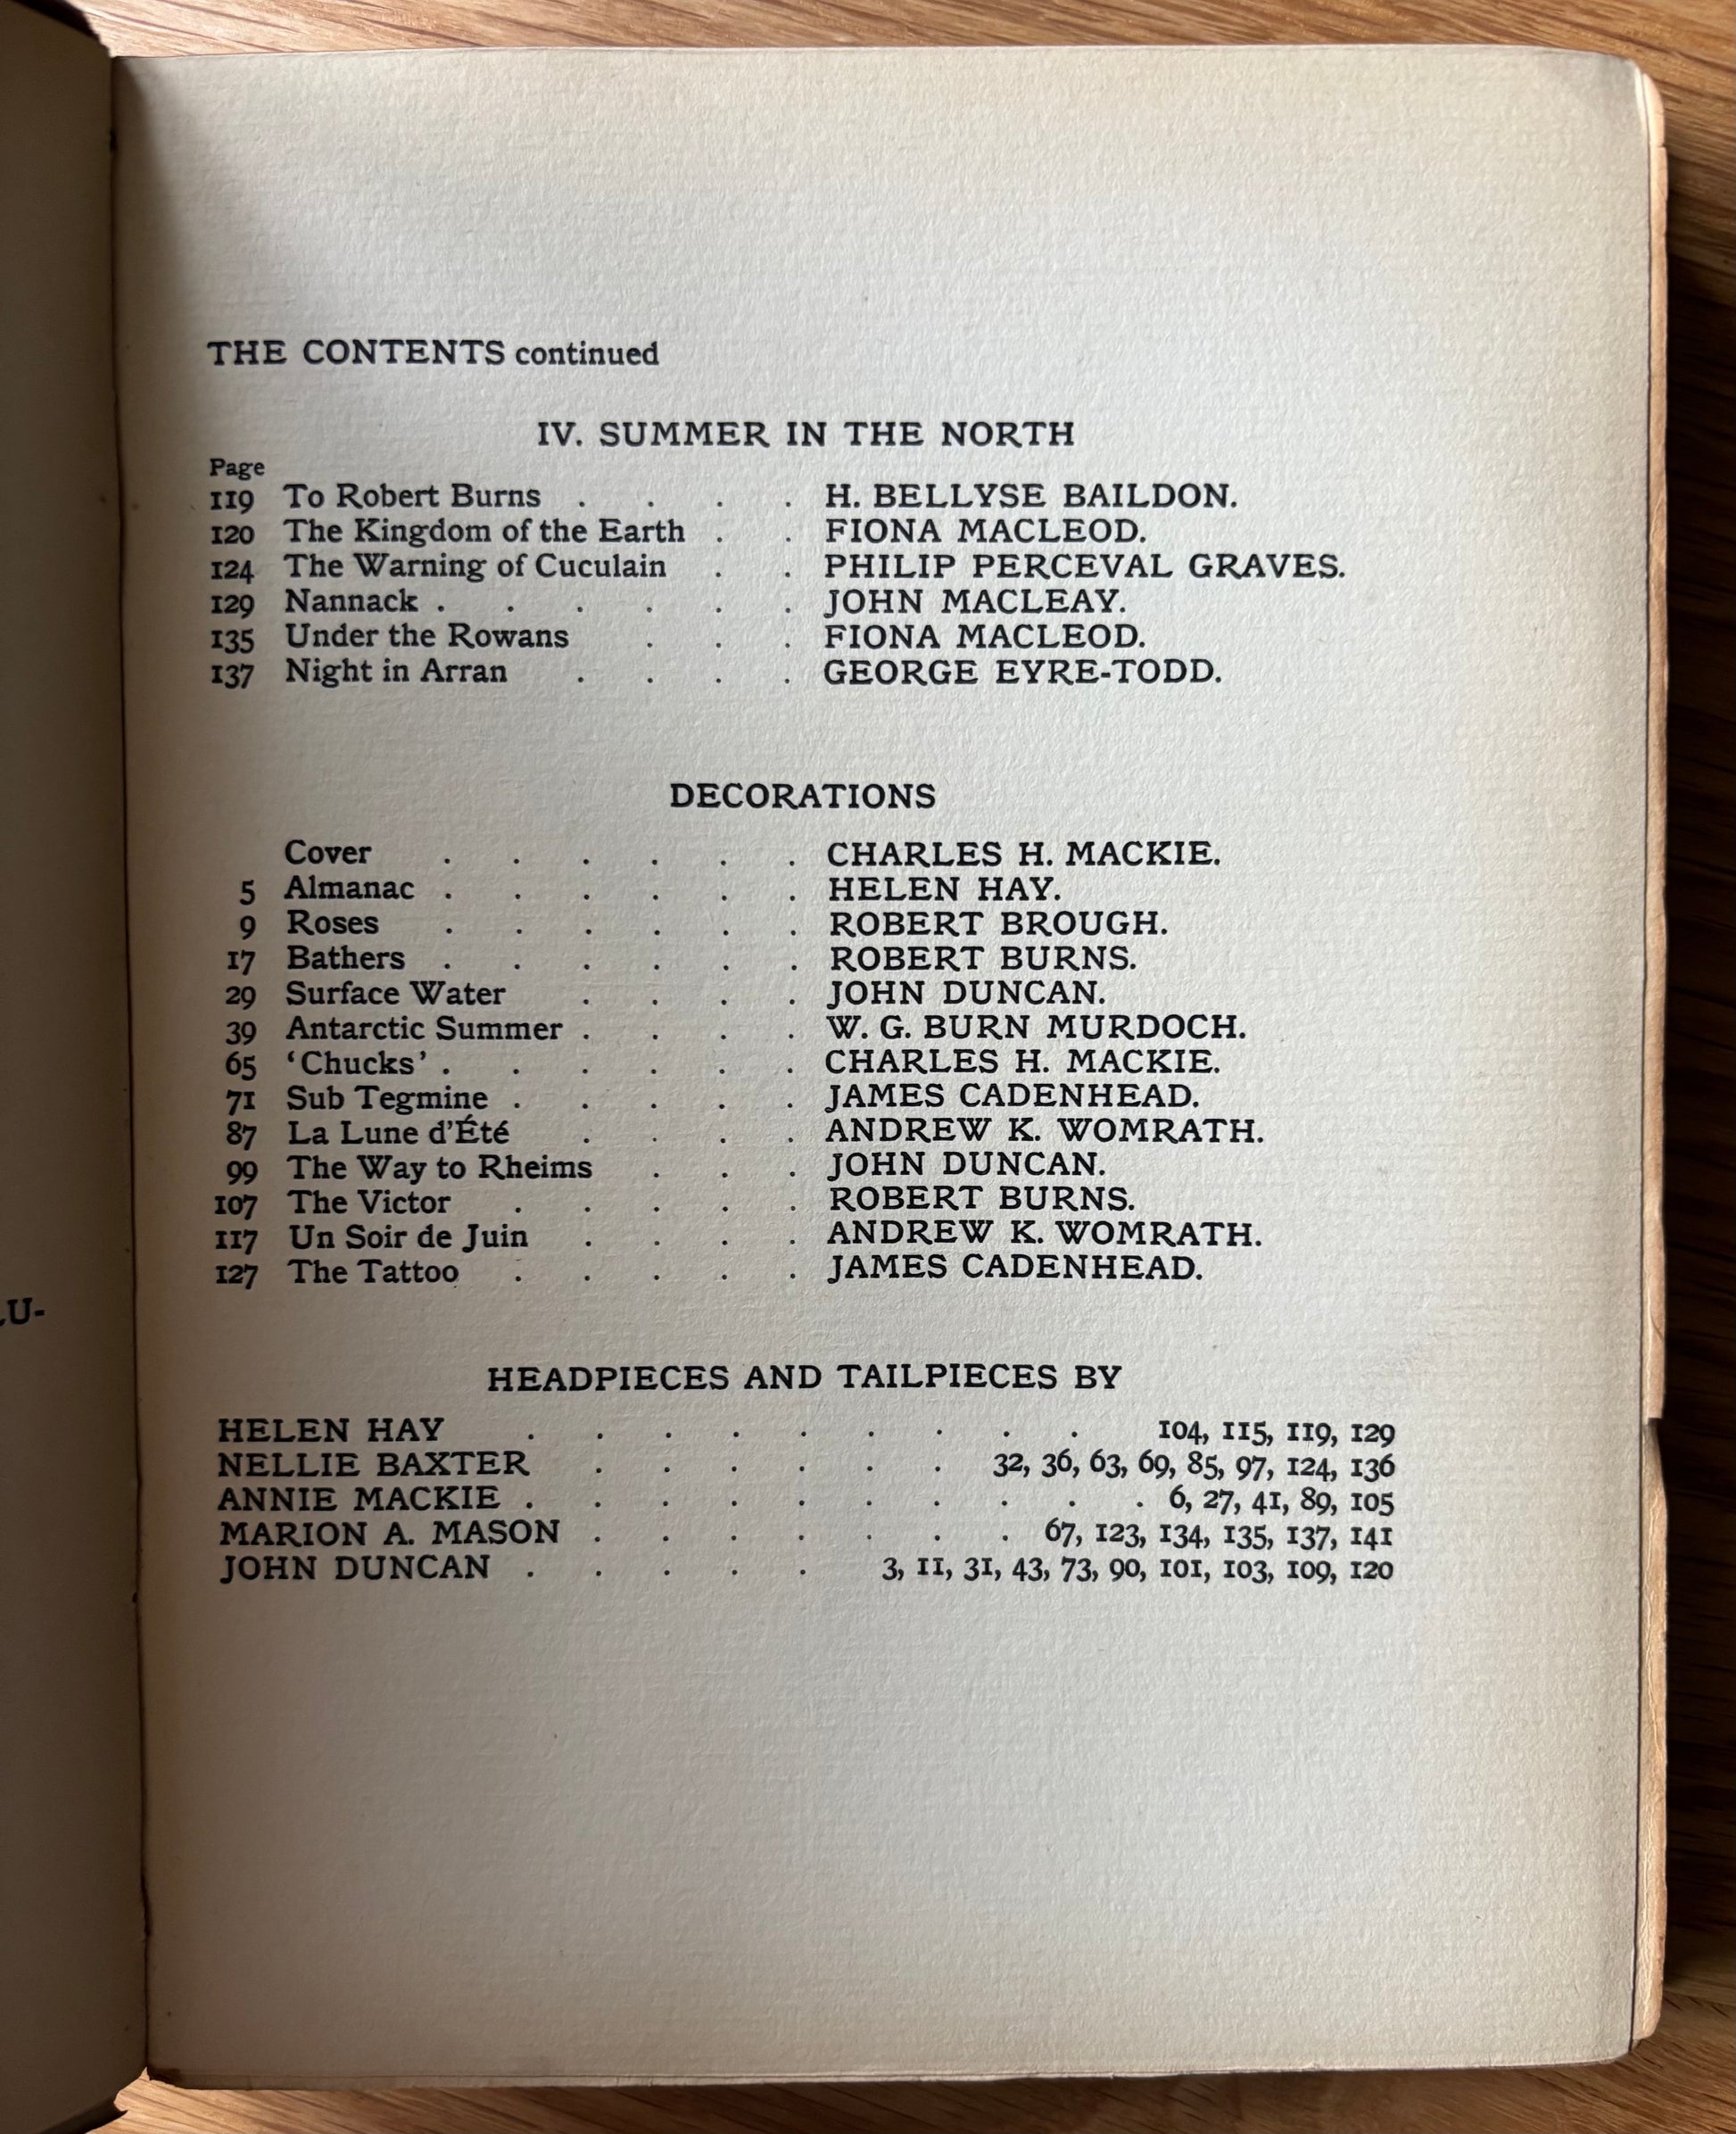 THE CONTENTS continued
IV. SUMMER IN THE NORTH
Page
119 To Robert Burns . . . . H. BELLYSE BAILDON.
120 The Kingdom of the Earth . . FIONA MACLEOD.
124 The Warning of Cuculain . . PHILIP PERCEVAL GRAVES.
129 Nannack . . . . . . JOHN MACLEAY.
135 Under the Rowans . . . FIONA MACLEOD.
137 Night in Arran . . . . GEORGE EYRE-TODD.
DECORATIONS
Cover . . . . . . CHARLES H. MACKIE.
5 Almanac . . . . . . HELEN HAY.
9 Roses . . . . . . ROBERT BROUGH.
17 Bathers . . . . . . ROBERT BURNS.
29 Surface Water . . . . JOHN DUNCAN.
39 Antarctic Summer . . . . W. G. BURN MURDOCH.
65 ‘Chucks’ . . . . . . CHARLES H. MACKIE.
71 Sub Tegmine . . . . . JAMES CADENHEAD.
87 La Lune d’Été . . . . ANDREW K. WOMRATH.
99 The Way to Rheims . . . JOHN DUNCAN.
107 The Victor . . . . . ROBERT BURNS.
117 Un Soir de Juin . . . . ANDREW K. WOMRATH.
127 The Tattoo . . . . . JAMES CADENHEAD.
U-
HEADPIECES AND TAILPIECES BY
HELEN HAY . . . . . . . . . 104, 115, 119, 129
NELLIE BAXTER . . . . . . 32, 36, 63, 69, 85, 97, 124, 136
ANNIE MACKIE . . . . . . . . . . 6, 27, 41, 89, 105
MARION A. MASON . . . . . . . 67, 123, 134, 135, 137, 141
JOHN DUNCAN . . . . . 3, 11, 31, 43, 73, 90, 101, 103, 109, 120